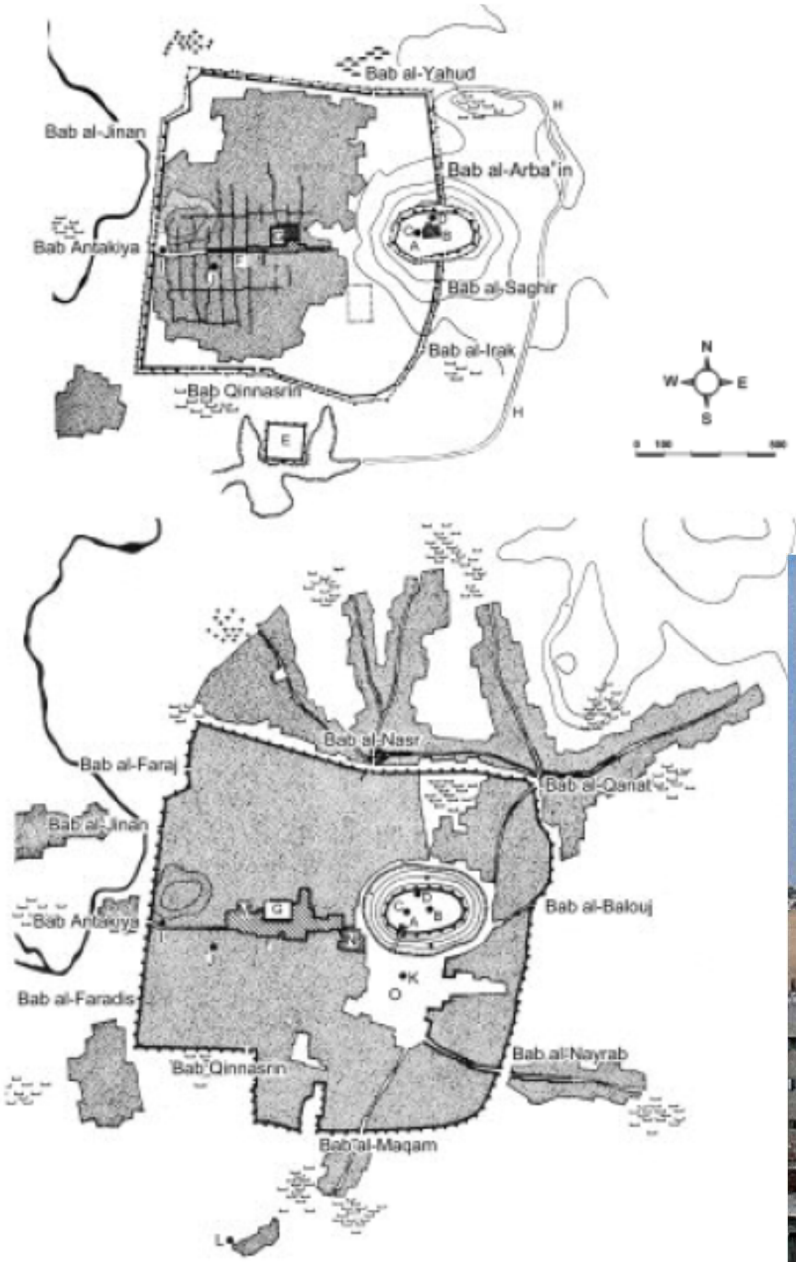 Bab al-Yahud
H
Bab al-Jinan
Bab al-Arba'in
G
D
C
B
A
Bab Antakiya
I
F
J
Bab al-Saghir
Bab al-Irak
Bab Qinnasrin
H
E
N
W E
S
0 100 500
Bab al-Nasr
Bab al-Faraj
Bab al-Qanat
Bab al-Jinan
D
G
C
B
Bab al-Balouj
A
Bab Antakiya
I
J
N
K
O
Bab al-Faradis
Bab al-Nayrab
Bab Qinnasrin
Bab al-Maqam
L